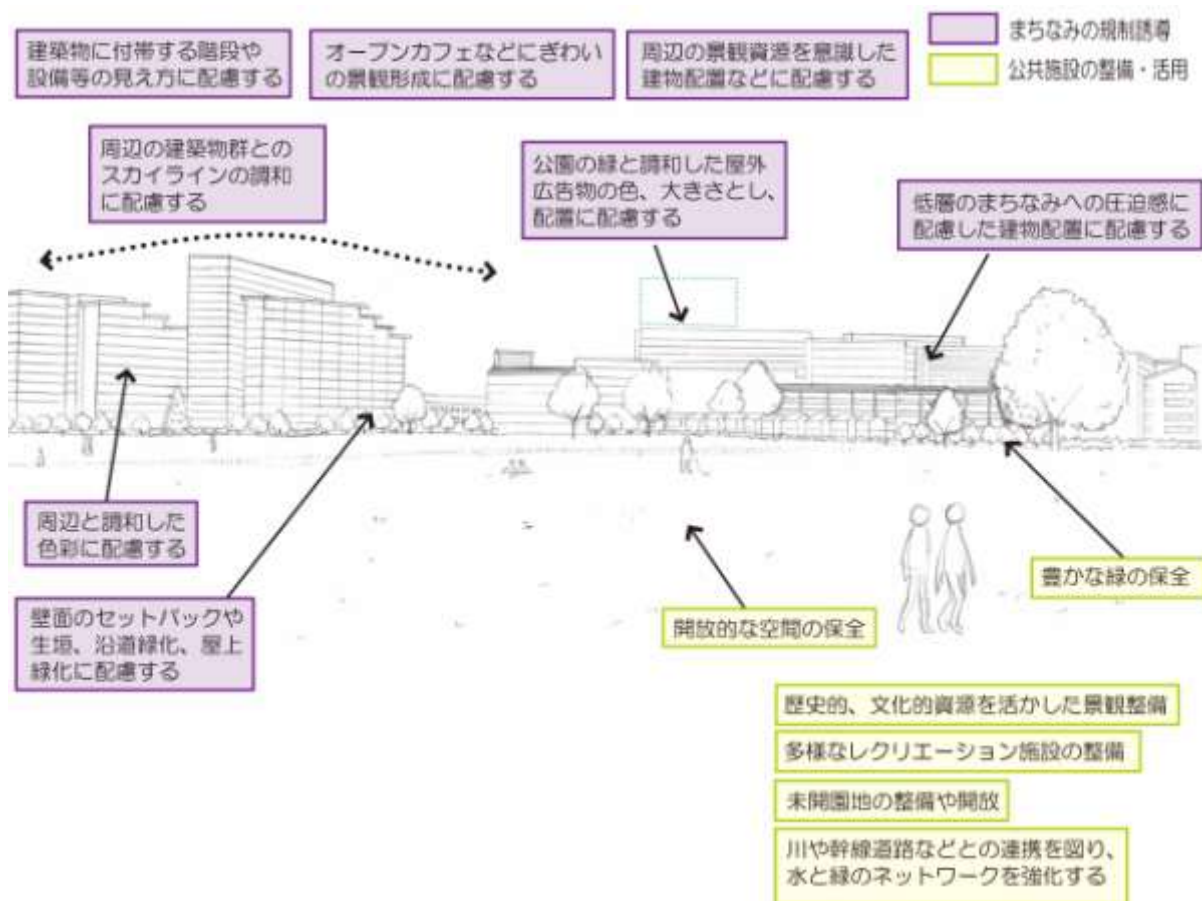 建築物に付帯する階段や
設備等の見え方に配慮する
オープンカフェなどにぎわい
の景観形成に配慮する
周辺の景観資源を意識した
建物配置などに配慮する
まちなみの規制誘導
公共施設の整備・活用
周辺の建築物群との
スカイラインの調和
に配慮する
公園の緑と調和した屋外
広告物の色、大きさとし、
配置に配慮する
低層のまちなみへの圧迫感に
配慮した建物配置に配慮する
周辺と調和した
色彩に配慮する
壁面のセットバックや
生垣、沿道緑化、屋上
緑化に配慮する
豊かな緑の保全
開放的な空間の保全
歴史的、文化的資源を活かした景観整備
多様なレクリエーション施設の整備
未開園地の整備や開放
川や幹線道路などとの連携を図り、
水と緑のネットワークを強化する